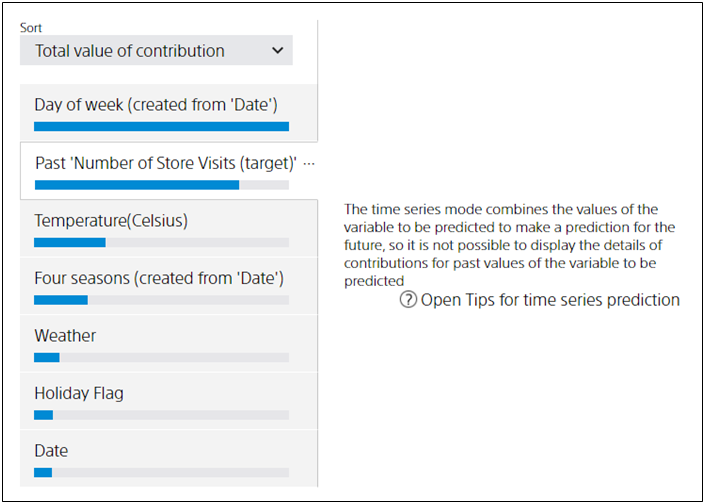 Sort
Total value of contribution
Day of week (created from 'Date')
Past 'Number of Store Visits (target)' ...
Temperature(Celsius)
Four seasons (created from 'Date')
Weather
Holiday Flag
Date
The time series mode combines the values of the
variable to be predicted to make a prediction for the
future, so it is not possible to display the details of
contributions for past values of the variable to be
predicted
? Open Tips for time series prediction